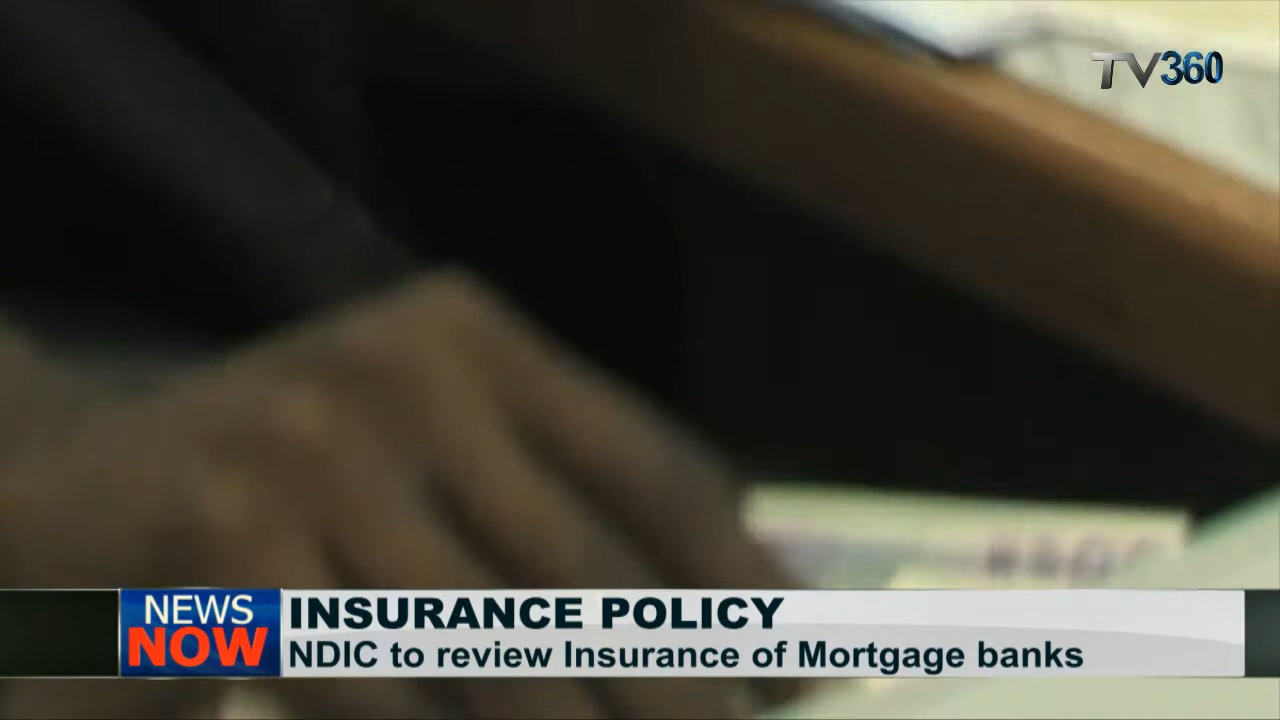 TV360
NEWS
NOW
INSURANCE POLICY
NDIC to review Insurance of Mortgage banks